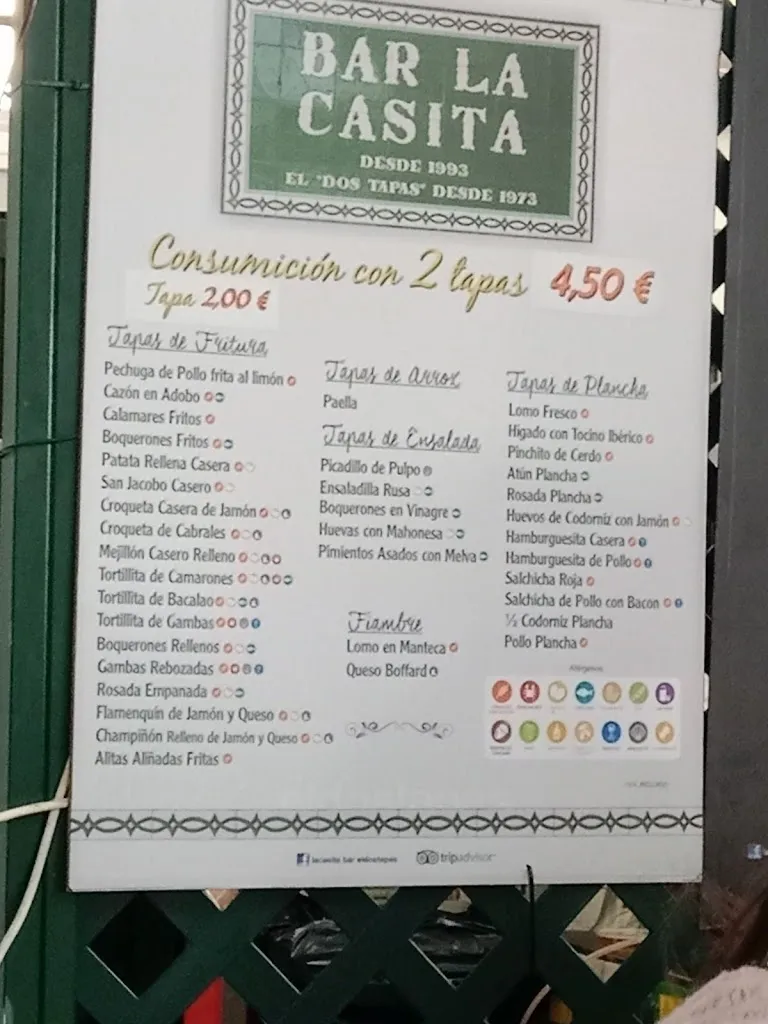 BAR LA
CASITA
DESDE 1993
EL "DOS TAPAS" DESDE 1973
Consumición con 2 tapas 4,50 €
Tapa 2,00 €
Tapas de Fritura
Pechuga de Pollo frita al limón
Cazón en Adobo
Calamares Fritos
Boquerones Fritos
Patata Rellena Casera
San Jacobo Casero
Croqueta Casera de Jamón
Croqueta de Cabrales
Mejillón Casero Relleno
Tortillita de Camarones
Tortillita de Bacalao
Tortillita de Gambas
Boquerones Rellenos
Gambas Rebozadas
Rosada Empanada
Flamenquín de Jamón y Queso
Champiñón Relleno de Jamón y Queso
Alitas Aliñadas Fritas
Tapas de Arroz
Paella
Tapas de Ensalada
Picadillo de Pulpo
Ensaladilla Rusa
Boquerones en Vinagre
Huevas con Mahonesa
Pimientos Asados con Melva
Fiambre
Lomo en Manteca
Queso Boffard
Tapas de Plancha
Lomo Fresco
Higado con Tocino Ibérico
Pinchito de Cerdo
Atún Plancha
Rosada Plancha
Huevos de Codorniz con Jamón
Hamburguesita Casera
Hamburguesita de Pollo
Salchicha Roja
Salchicha de Pollo con Bacon
½ Codorniz Plancha
Pollo Plancha
Alérgenos
tripadvisor